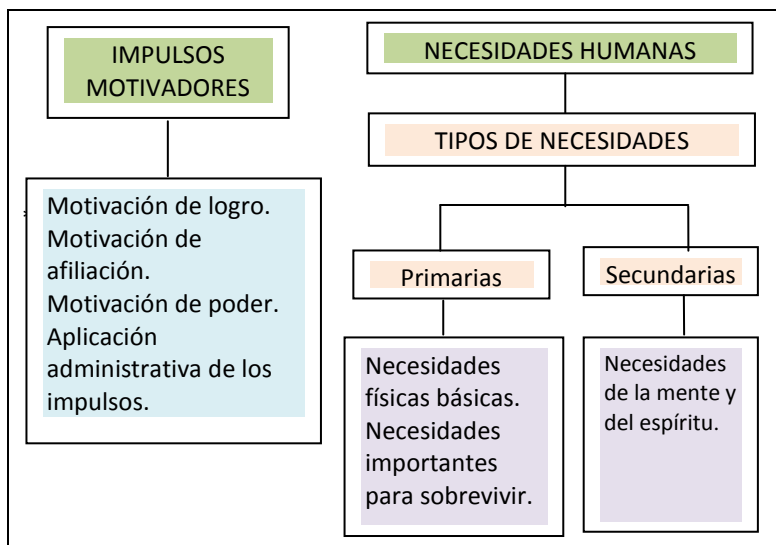 IMPULSOS
MOTIVADORES
Motivación de logro.
Motivación de
afiliación.
Motivación de poder.
Aplicación
administrativa de los
impulsos.
NECESIDADES HUMANAS
TIPOS DE NECESIDADES
Primarias
Necesidades
físicas básicas.
Necesidades
importantes
para sobrevivir.
Secundarias
Necesidades
de la mente y
del espíritu.